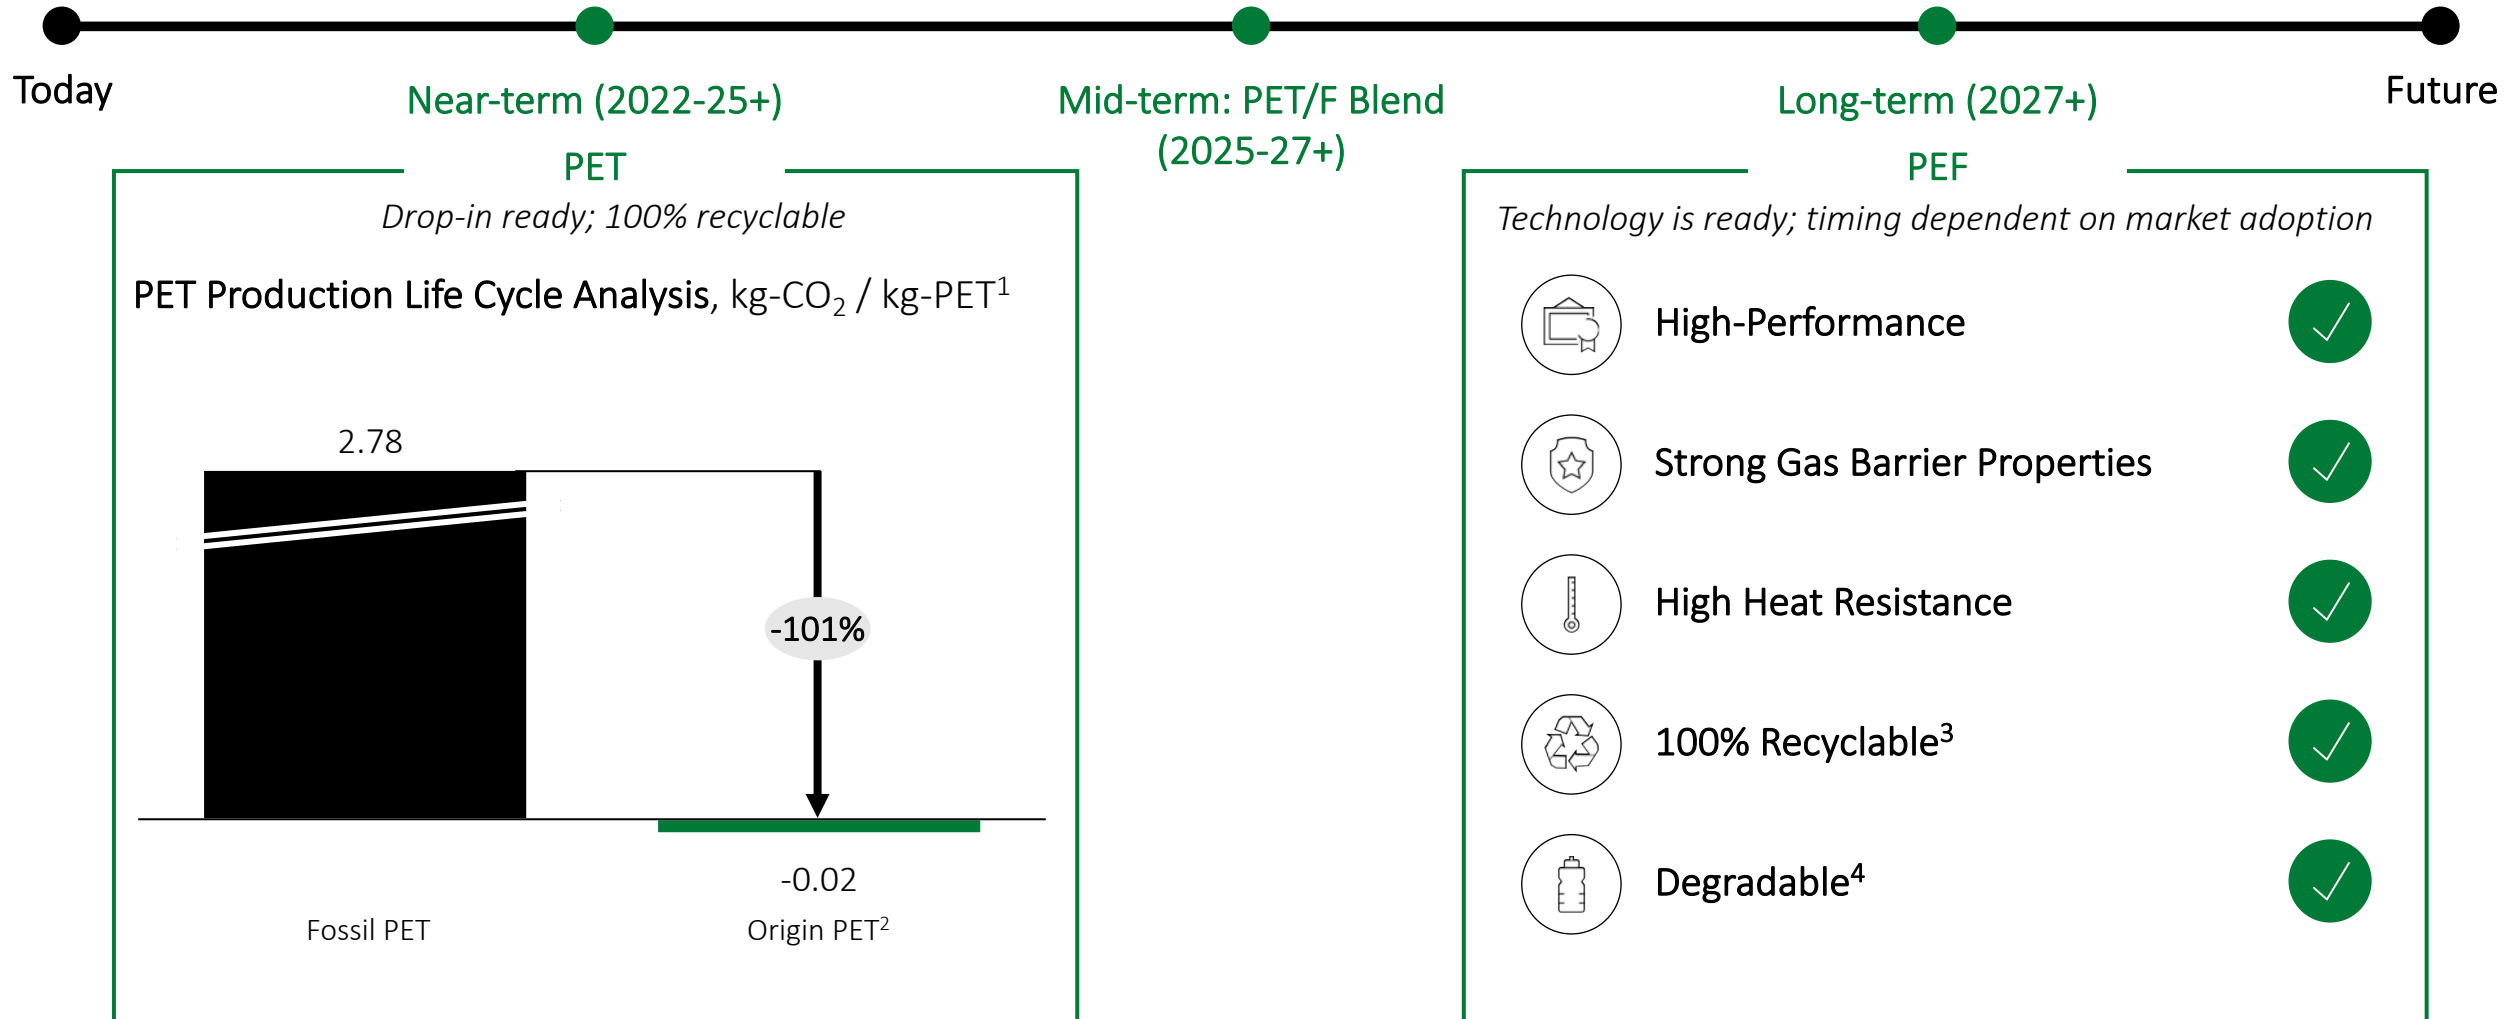 Today
Near-term (2022-25+)
Mid-term: PET/F Blend
(2025-27+)
Long-term (2027+)
Future
PET
Drop-in ready; 100% recyclable
PET Production Life Cycle Analysis, kg-CO₂ / kg-PET¹
2.78
-101%
-0.02
Fossil PET
Origin PET²
PEF
Technology is ready; timing dependent on market adoption
High-Performance
Strong Gas Barrier Properties
High Heat Resistance
100% Recyclable³
Degradable⁴